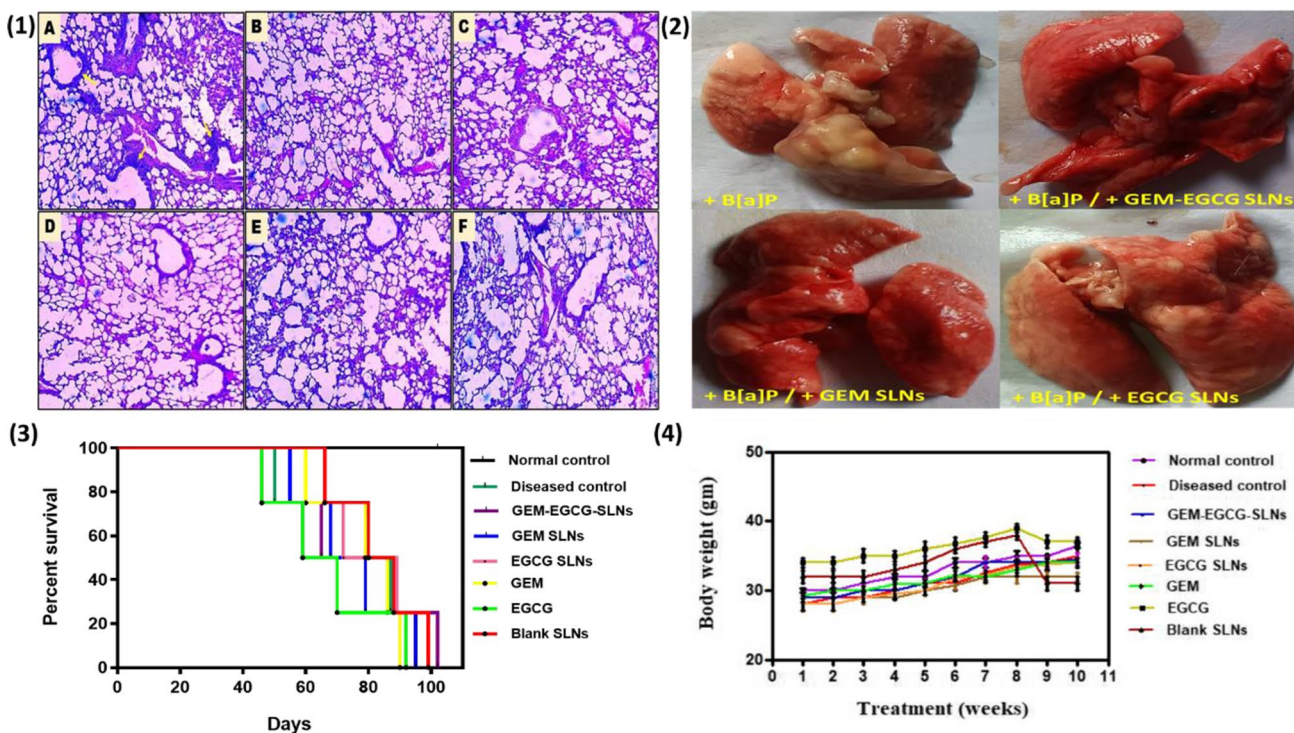 (1)
A
B
C
D
E
F
(2)
+ B[a]P
+ B[a]P / + GEM-EGCG SLNs
+ B[a]P / + GEM SLNs
+ B[a]P / + EGCG SLNs
(3)
Percent survival
100
80
60
40
20
0
0
20
40
60
80
100
Days
Normal control
Diseased control
GEM-EGCG-SLNs
GEM SLNs
EGCG SLNs
GEM
EGCG
Blank SLNs
(4)
Body weight (gm)
50
40
30
20
0 1 2 3 4 5 6 7 8 9 10 11
Treatment (weeks)
Normal control
Diseased control
GEM-EGCG-SLNs
GEM SLNs
EGCG SLNs
GEM
EGCG
Blank SLNs